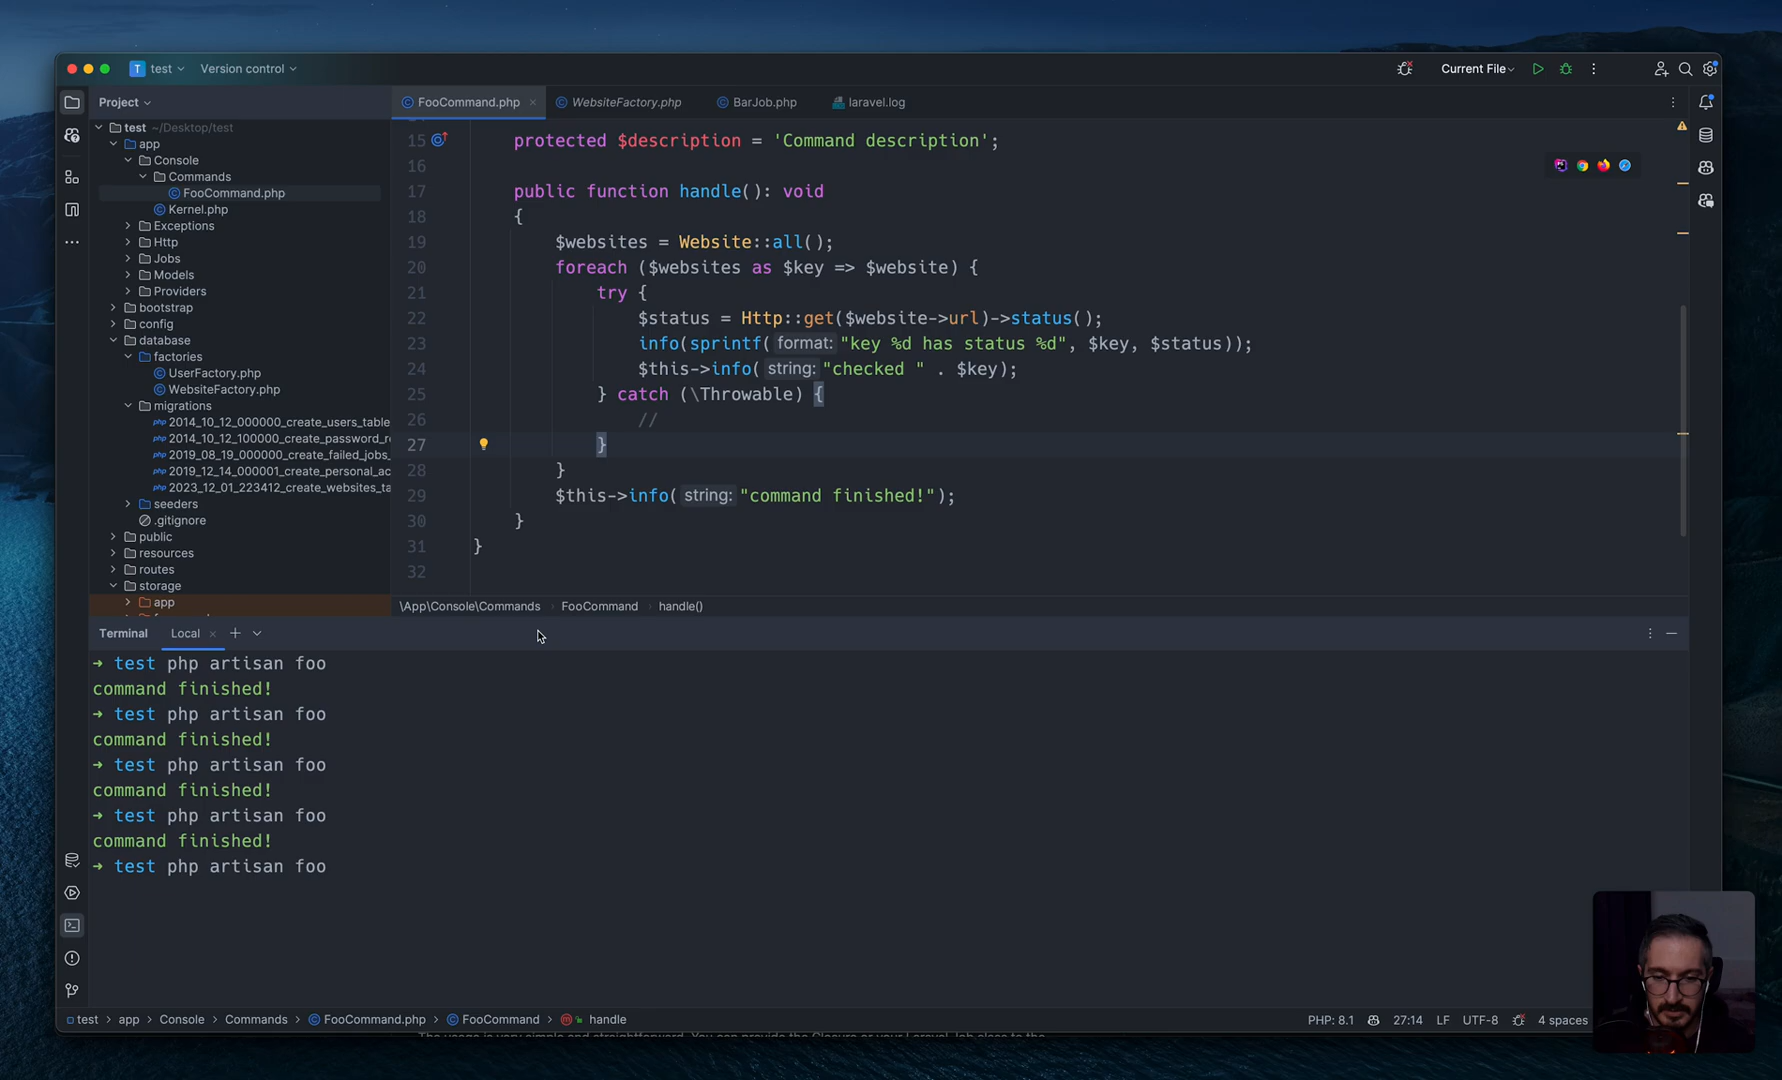 test
Version control
Current File
Project
FooCommand.php
WebsiteFactory.php
BarJob.php
laravel.log
test ~/Desktop/test
app
Console
Commands
FooCommand.php
Kernel.php
Exceptions
Http
Jobs
Models
Providers
bootstrap
config
database
factories
UserFactory.php
WebsiteFactory.php
migrations
2014_10_12_000000_create_users_table
2014_10_12_100000_create_password_re
2019_08_19_000000_create_failed_jobs_
2019_12_14_000001_create_personal_ac
2023_12_01_223412_create_websites_ta
seeders
.gitignore
public
resources
routes
storage
app
15 protected $description = 'Command description';
16
17 public function handle(): void
18 {
19 $websites = Website::all();
20 foreach ($websites as $key => $website) {
21 try {
22 $status = Http::get($website->url)->status();
23 info(sprintf( format: "key %d has status %d", $key, $status));
24 $this->info( string: "checked " . $key);
25 } catch (\Throwable) {
26 //
27 }
28 }
29 $this->info( string: "command finished!");
30 }
31 }
32
\App\Console\Commands › FooCommand › handle()
Terminal Local
→ test php artisan foo
command finished!
→ test php artisan foo
command finished!
→ test php artisan foo
command finished!
→ test php artisan foo
command finished!
→ test php artisan foo
test › app › Console › Commands › FooCommand.php › FooCommand › handle
PHP: 8.1 27:14 LF UTF-8 4 spaces